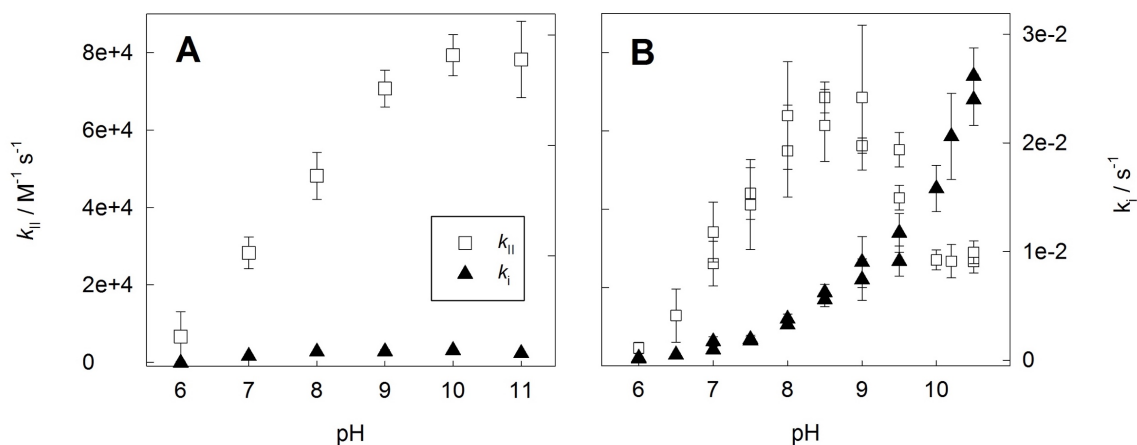 A
B
8e+4
6e+4
4e+4
2e+4
0
k_II / M⁻¹ s⁻¹
k_II
k_i
6 7 8 9 10 11
pH
3e-2
2e-2
1e-2
0
k_i / s⁻¹
6 7 8 9 10
pH